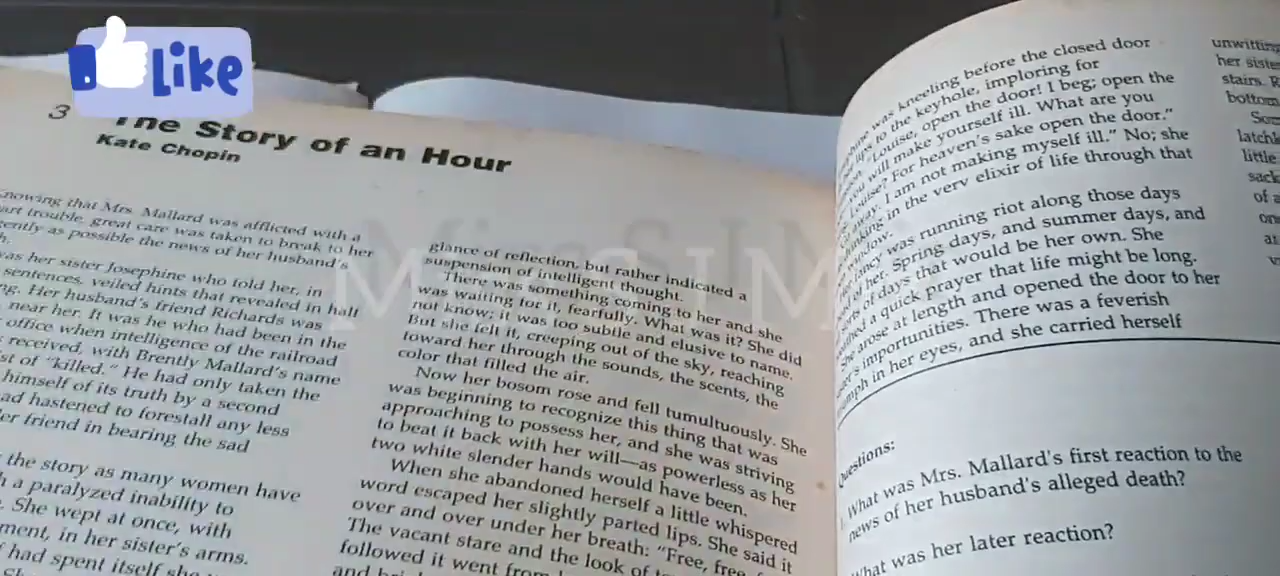 Like
3
The Story of an Hour
Kate Chopin
Knowing that Mrs. Mallard was afflicted with a
trouble, great care was taken to break to her
as possible the news of her husband's
was her sister Josephine who told her, in
sentences, veiled hints that revealed in half
Her husband's friend Richards was
near her. It was he who had been in the
office when intelligence of the railroad
received, with Brently Mallard's name
of "killed." He had only taken the
himself of its truth by a second
had hastened to forestall any less
friend in bearing the sad
the story as many women have
a paralyzed inability to
She wept at once, with
in her sister's arms.
had spent itself she
glance of reflection, but rather indicated a
suspension of intelligent thought.
There was something coming to her and she
was waiting for it, fearfully. What was it? She did
not know; it was too subtle and elusive to name.
But she felt it, creeping out of the sky, reaching
toward her through the sounds, the scents, the
color that filled the air.
Now her bosom rose and fell tumultuously. She
was beginning to recognize this thing that was
approaching to possess her, and she was striving
to beat it back with her will—as powerless as her
two white slender hands would have been.
When she abandoned herself a little whispered
word escaped her slightly parted lips. She said it
over and over under her breath: "Free, free,
The vacant stare and the look of
followed it went from
and
was kneeling before the closed door
lips to the keyhole, imploring for
"Louise, open the door! I beg; open the
you will make yourself ill. What are you
Louise? For heaven's sake open the door."
away. I am not making myself ill." No; she
in the very elixir of life through that
fancy was running riot along those days
of her. Spring days, and summer days, and
of days that would be her own. She
a quick prayer that life might be long.
She arose at length and opened the door to her
importunities. There was a feverish
in her eyes, and she carried herself
Questions:
What was Mrs. Mallard's first reaction to the
news of her husband's alleged death?
What was her later reaction?
her
stairs.
bottom
little
sack
of a